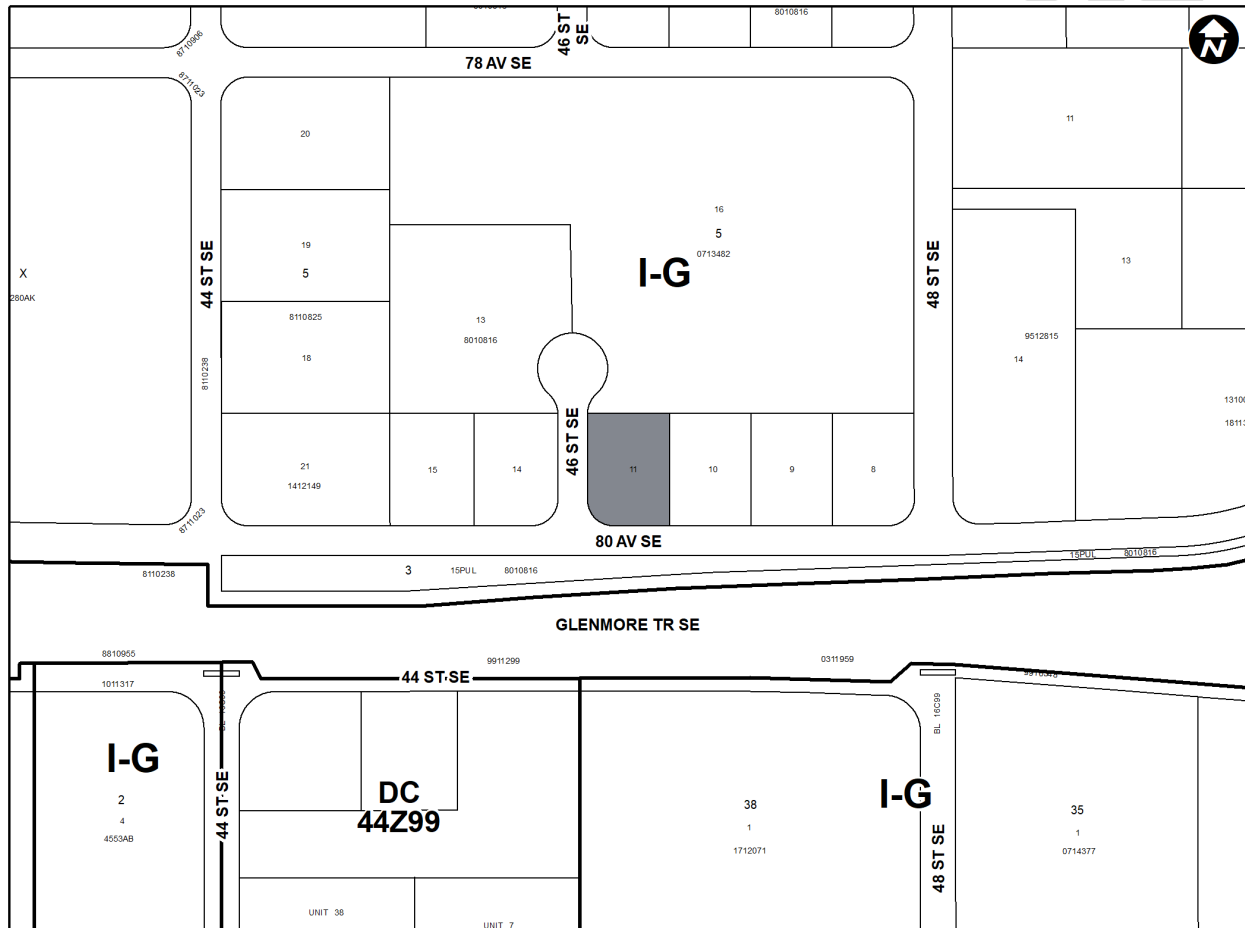 8010816
N
46 ST
SE
8710906
78 AV SE
8711023
20
11
16
5
0713482
I-G
44 ST SE
19
5
48 ST SE
13
X
280AK
8110825
18
13
8010816
9512815
14
8110238
46 ST SE
21
1412149
15
14
11
10
9
8
8711023
80 AV SE
3
15PUL
8010816
15PUL
8010816
8110238
GLENMORE TR SE
8810955
9911299
0311959
1011317
44 ST SE
BL 16C99
I-G
2
4
4553AB
44 ST SE
DC
44Z99
38
1
1712071
I-G
48 ST SE
35
1
0714377
UNIT 38
UNIT 7